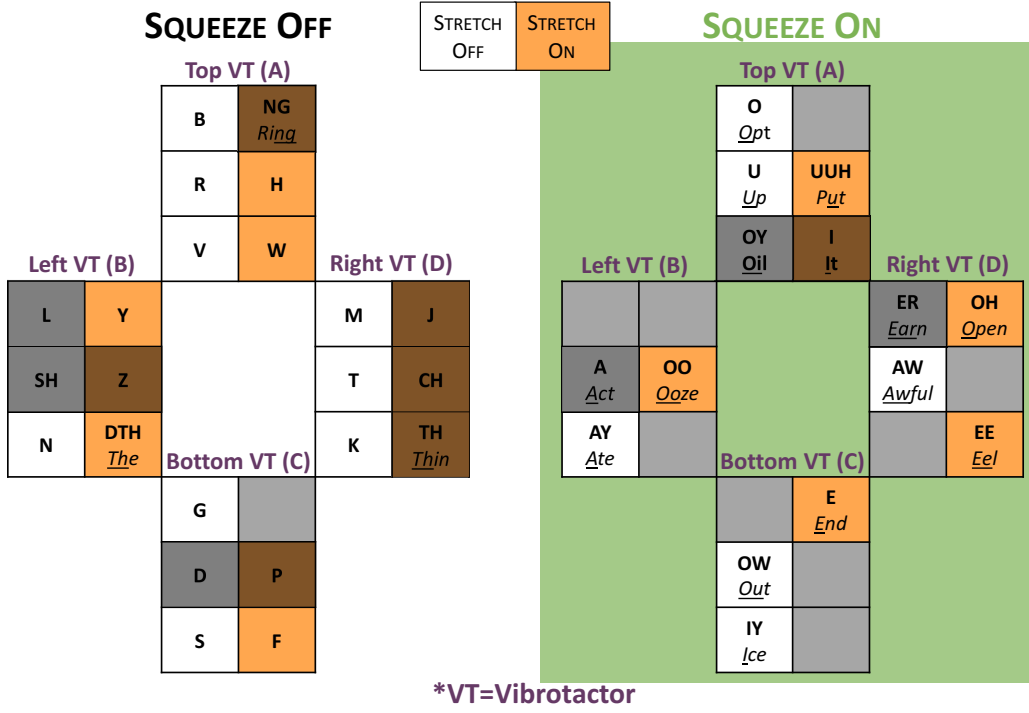 SQUEEZE OFF
STRETCH OFF
STRETCH ON
SQUEEZE ON
Top VT (A)
B
NG
Ring
R
H
V
W
Left VT (B)
L
Y
SH
Z
N
DTH
The
Right VT (D)
M
J
T
CH
K
TH
Thin
Bottom VT (C)
G
D
P
S
F
Top VT (A)
O
Opt
U
Up
UUH
Put
OY
Oil
I
It
Left VT (B)
A
Act
OO
Ooze
AY
Ate
Right VT (D)
ER
Earn
OH
Open
AW
Awful
EE
Eel
Bottom VT (C)
E
End
OW
Out
IY
Ice
*VT=Vibrotactor